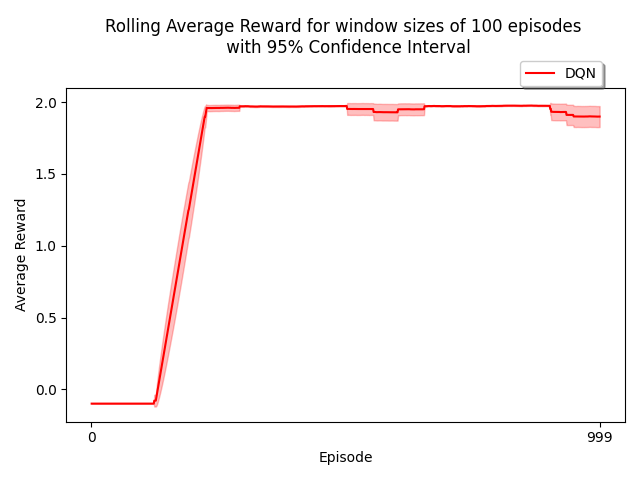 Rolling Average Reward for window sizes of 100 episodes
with 95% Confidence Interval
DQN
2.0
1.5
1.0
0.5
0.0
Average Reward
0
999
Episode